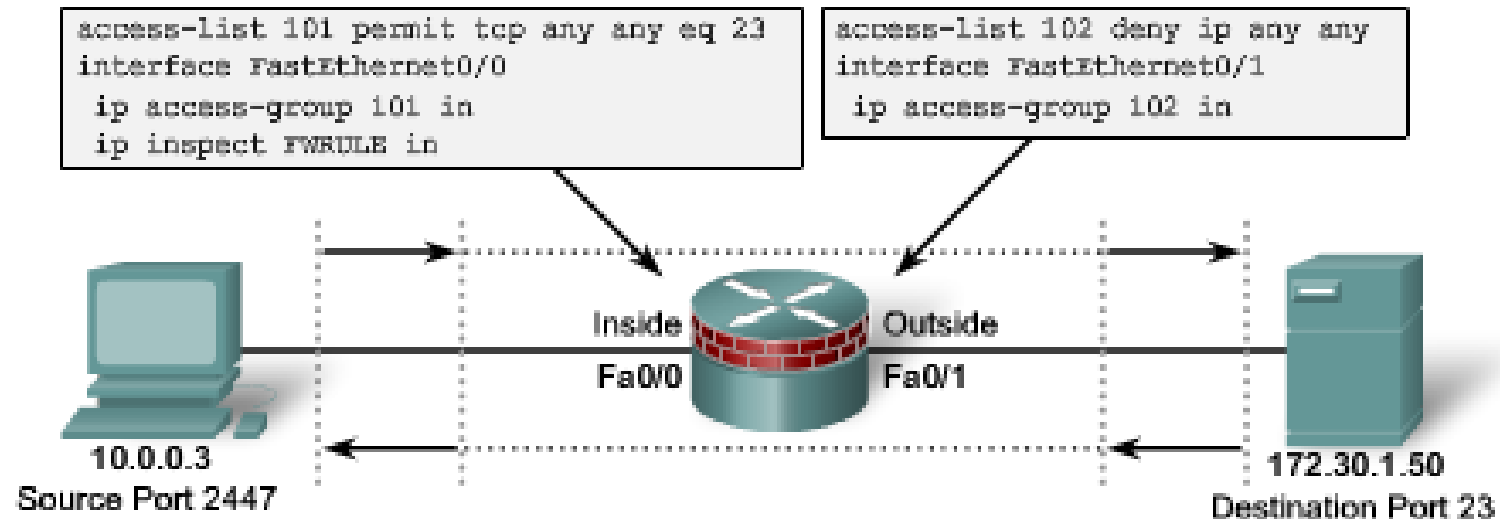 access-list 101 permit tcp any any eq 23
interface FastEthernet0/0
ip access-group 101 in
ip inspect FWRULE in
access-list 102 deny ip any any
interface FastEthernet0/1
ip access-group 102 in
Inside
Outside
Fa0/0
Fa0/1
10.0.0.3
Source Port 2447
172.30.1.50
Destination Port 23